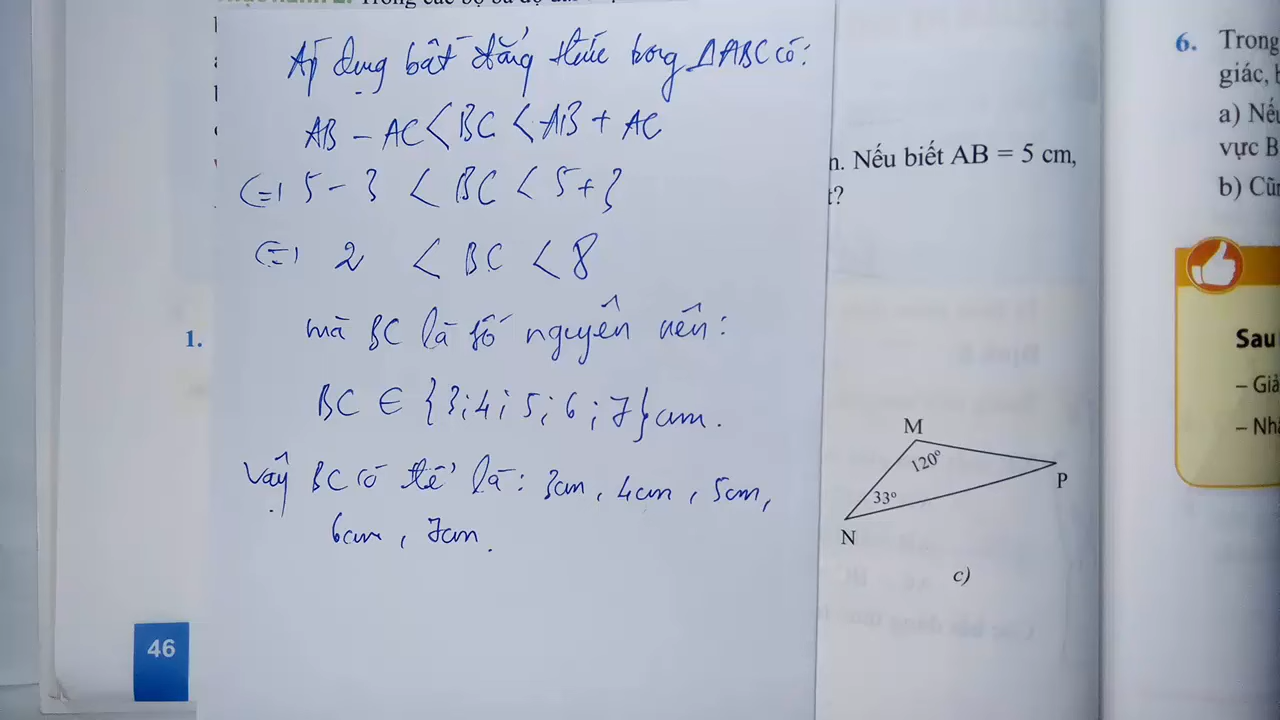 Áp dụng bất đẳng thức trong ΔABC có:
AB - AC < BC < AB + AC
(=) 5 - 3 < BC < 5 + 3
(=) 2 < BC < 8
mà BC là số nguyên nên:
BC ∈ {3; 4; 5; 6; 7} cm.
Vậy BC có thể là: 3cm, 4cm, 5cm,
6cm, 7cm.
n. Nếu biết AB = 5 cm,
t?
1.
46
M
120°
P
33°
N
c)
6. Trong
giác,
a) Nếu
vực B
b) Cũn
Sau
– Giả
– Nhậ